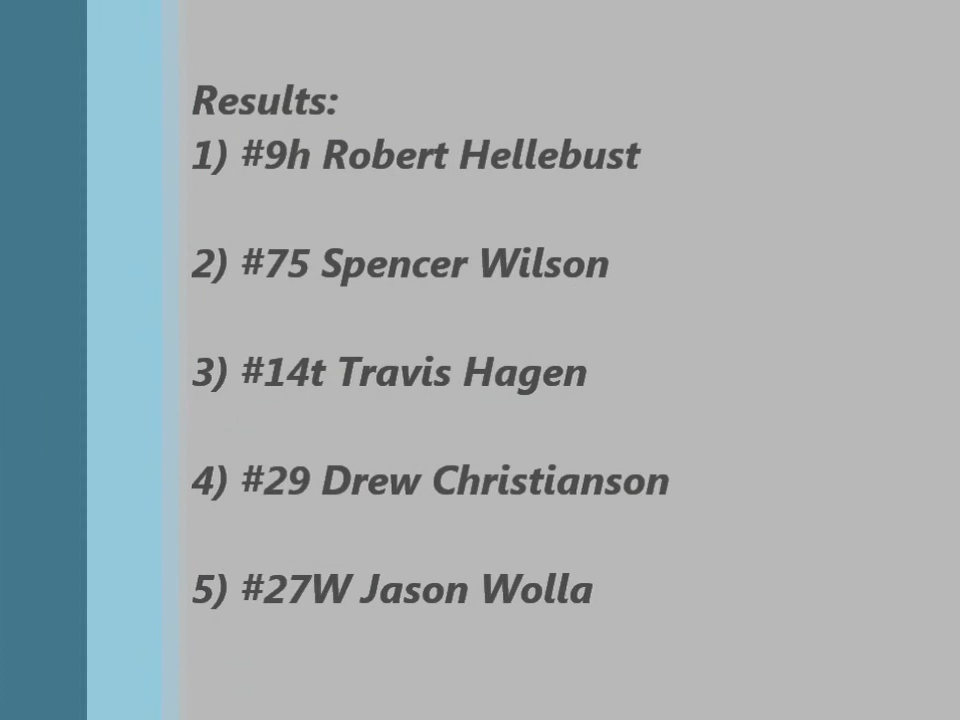 Results:
1) #9h Robert Hellebust
2) #75 Spencer Wilson
3) #14t Travis Hagen
4) #29 Drew Christianson
5) #27W Jason Wolla